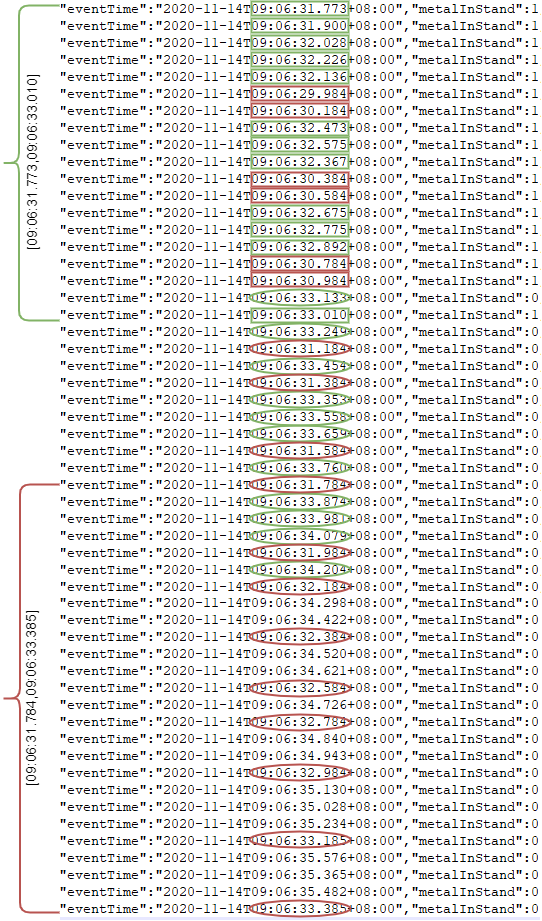 "eventTime":"2020-11-14T09:06:31.773+08:00","metalInStand":1
"eventTime":"2020-11-14T09:06:31.900+08:00","metalInStand":1
"eventTime":"2020-11-14T09:06:32.028+08:00","metalInStand":1
"eventTime":"2020-11-14T09:06:32.226+08:00","metalInStand":1
"eventTime":"2020-11-14T09:06:32.136+08:00","metalInStand":1
"eventTime":"2020-11-14T09:06:29.984+08:00","metalInStand":1
"eventTime":"2020-11-14T09:06:30.184+08:00","metalInStand":1
"eventTime":"2020-11-14T09:06:32.473+08:00","metalInStand":1
"eventTime":"2020-11-14T09:06:32.575+08:00","metalInStand":1
"eventTime":"2020-11-14T09:06:32.367+08:00","metalInStand":1
"eventTime":"2020-11-14T09:06:30.384+08:00","metalInStand":1
"eventTime":"2020-11-14T09:06:30.584+08:00","metalInStand":1
"eventTime":"2020-11-14T09:06:32.675+08:00","metalInStand":1
"eventTime":"2020-11-14T09:06:32.775+08:00","metalInStand":1
"eventTime":"2020-11-14T09:06:32.892+08:00","metalInStand":1
"eventTime":"2020-11-14T09:06:30.784+08:00","metalInStand":1
"eventTime":"2020-11-14T09:06:30.984+08:00","metalInStand":1
"eventTime":"2020-11-14T09:06:33.133+08:00","metalInStand":0
"eventTime":"2020-11-14T09:06:33.010+08:00","metalInStand":1
"eventTime":"2020-11-14T09:06:33.249+08:00","metalInStand":0
"eventTime":"2020-11-14T09:06:31.184+08:00","metalInStand":0
"eventTime":"2020-11-14T09:06:33.454+08:00","metalInStand":0
"eventTime":"2020-11-14T09:06:31.384+08:00","metalInStand":0
"eventTime":"2020-11-14T09:06:33.353+08:00","metalInStand":0
"eventTime":"2020-11-14T09:06:33.558+08:00","metalInStand":0
"eventTime":"2020-11-14T09:06:33.659+08:00","metalInStand":0
"eventTime":"2020-11-14T09:06:31.584+08:00","metalInStand":0
"eventTime":"2020-11-14T09:06:33.760+08:00","metalInStand":0
"eventTime":"2020-11-14T09:06:31.784+08:00","metalInStand":0
"eventTime":"2020-11-14T09:06:33.874+08:00","metalInStand":0
"eventTime":"2020-11-14T09:06:33.981+08:00","metalInStand":0
"eventTime":"2020-11-14T09:06:34.079+08:00","metalInStand":0
"eventTime":"2020-11-14T09:06:31.984+08:00","metalInStand":0
"eventTime":"2020-11-14T09:06:34.204+08:00","metalInStand":0
"eventTime":"2020-11-14T09:06:32.184+08:00","metalInStand":0
"eventTime":"2020-11-14T09:06:34.298+08:00","metalInStand":0
"eventTime":"2020-11-14T09:06:34.422+08:00","metalInStand":0
"eventTime":"2020-11-14T09:06:32.384+08:00","metalInStand":0
"eventTime":"2020-11-14T09:06:34.520+08:00","metalInStand":0
"eventTime":"2020-11-14T09:06:34.621+08:00","metalInStand":0
"eventTime":"2020-11-14T09:06:32.584+08:00","metalInStand":0
"eventTime":"2020-11-14T09:06:34.726+08:00","metalInStand":0
"eventTime":"2020-11-14T09:06:32.784+08:00","metalInStand":0
"eventTime":"2020-11-14T09:06:34.840+08:00","metalInStand":0
"eventTime":"2020-11-14T09:06:34.943+08:00","metalInStand":0
"eventTime":"2020-11-14T09:06:32.984+08:00","metalInStand":0
"eventTime":"2020-11-14T09:06:35.130+08:00","metalInStand":0
"eventTime":"2020-11-14T09:06:35.028+08:00","metalInStand":0
"eventTime":"2020-11-14T09:06:35.234+08:00","metalInStand":0
"eventTime":"2020-11-14T09:06:33.185+08:00","metalInStand":0
"eventTime":"2020-11-14T09:06:35.576+08:00","metalInStand":0
"eventTime":"2020-11-14T09:06:35.365+08:00","metalInStand":0
"eventTime":"2020-11-14T09:06:35.482+08:00","metalInStand":0
"eventTime":"2020-11-14T09:06:33.385+08:00","metalInStand":0
[09:06:31.773,09:06:33.010]
[09:06:31.784,09:06:33.385]